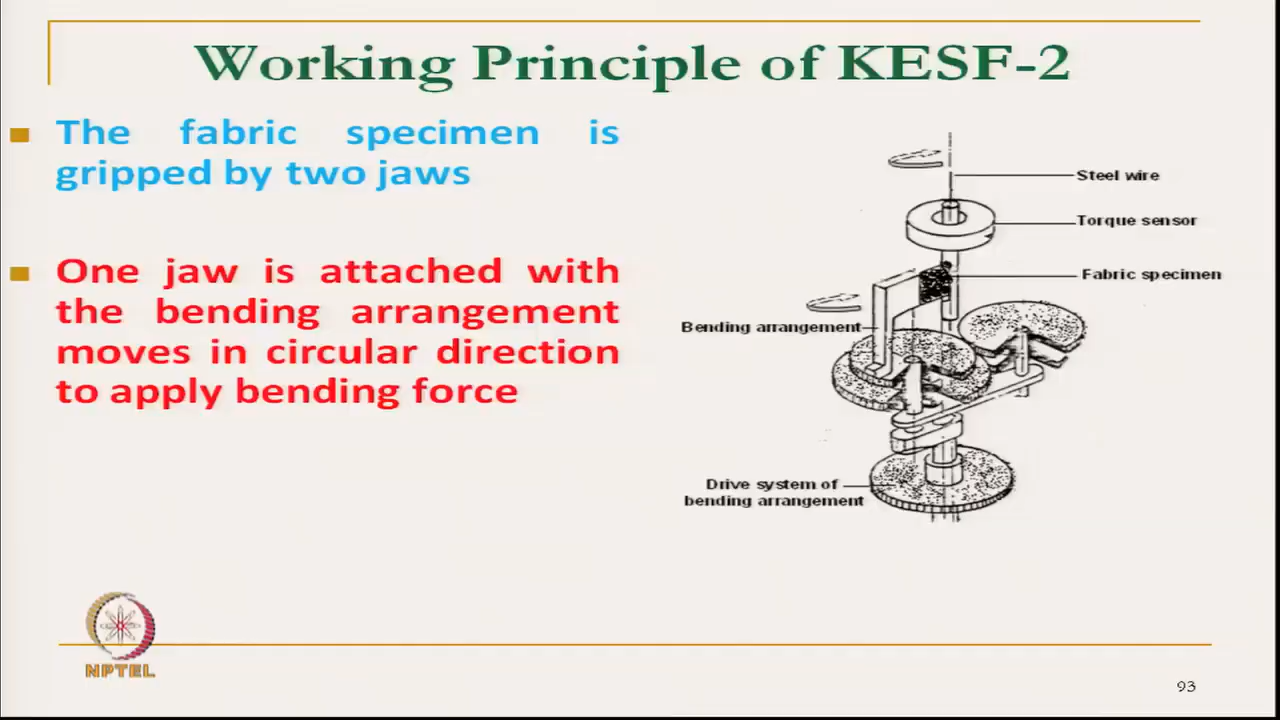 Working Principle of KESF-2
The fabric specimen is
gripped by two jaws
One jaw is attached with
the bending arrangement
moves in circular direction
to apply bending force
Steel wire
Torque sensor
Fabric specimen
Bending arrangement
Drive system of
bending arrangement
NPTEL
93